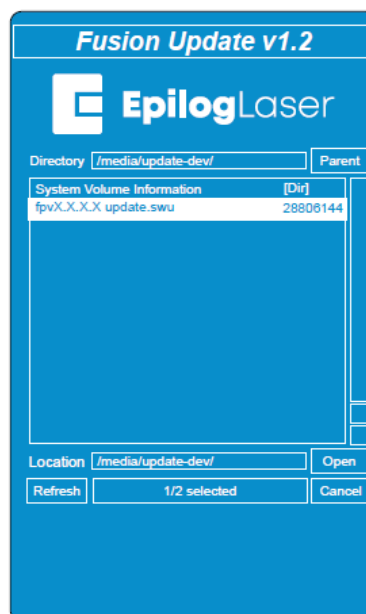 Fusion Update v1.2
EpilogLaser
Directory /media/update-dev/ Parent
System Volume Information [Dir]
fpvX.X.X.X update.swu 28806144
Location /media/update-dev/ Open
Refresh 1/2 selected Cancel